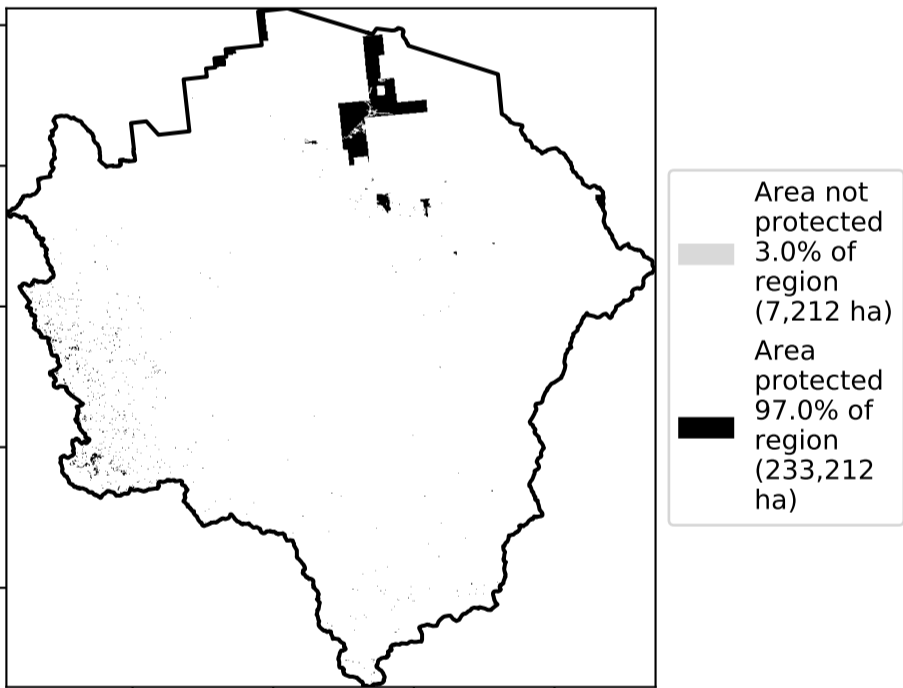 Area not
protected
3.0% of
region
(7,212 ha)
Area
protected
97.0% of
region
(233,212
ha)